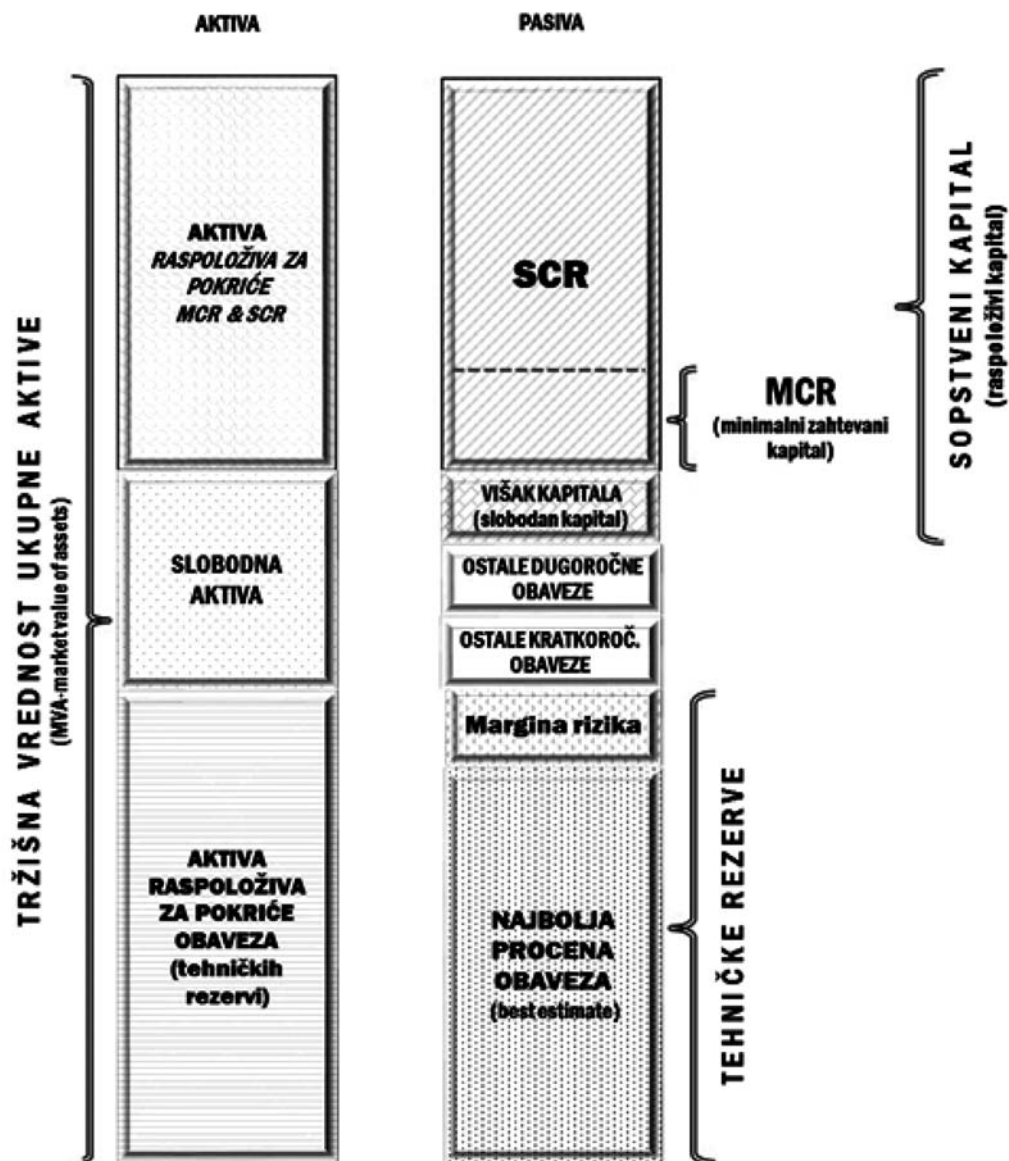 AKTIVA
PASIVA
TRŽIŠNA VREDNOST UKUPNE AKTIVE
(MVA-market value of assets)
AKTIVA
RASPOLOŽIVA ZA
POKRIĆE
MCR & SCR
SLOBODNA
AKTIVA
AKTIVA
RASPOLOŽIVA
ZA POKRIĆE
OBAVEZA
(tehničkih
rezervi)
SCR
VIŠAK KAPITALA
(slobodan kapital)
OSTALE DUGOROČNE
OBAVEZE
OSTALE KRATKOROČ.
OBAVEZE
Margina rizika
NAJBOLJA
PROCENA
OBAVEZA
(best estimate)
MCR
(minimalni zahtevani
kapital)
SOPSTVENI KAPITAL
(raspoloživi kapital)
TEHNIČKE REZERVE